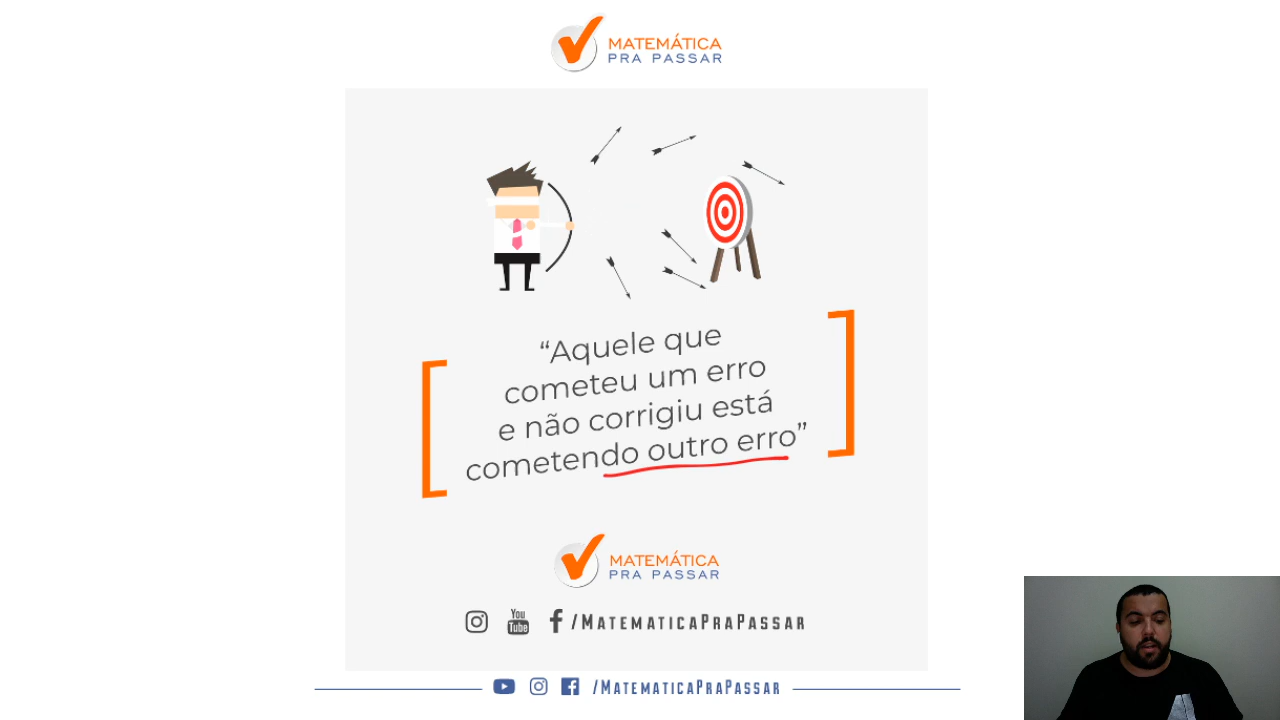 MATEMÁTICA
PRA PASSAR
“Aquele que
cometeu um erro
e não corrigiu está
cometendo outro erro”
MATEMÁTICA
PRA PASSAR
You
Tube
/MATEMATICAPRAPASSAR
/MATEMATICAPRAPASSAR